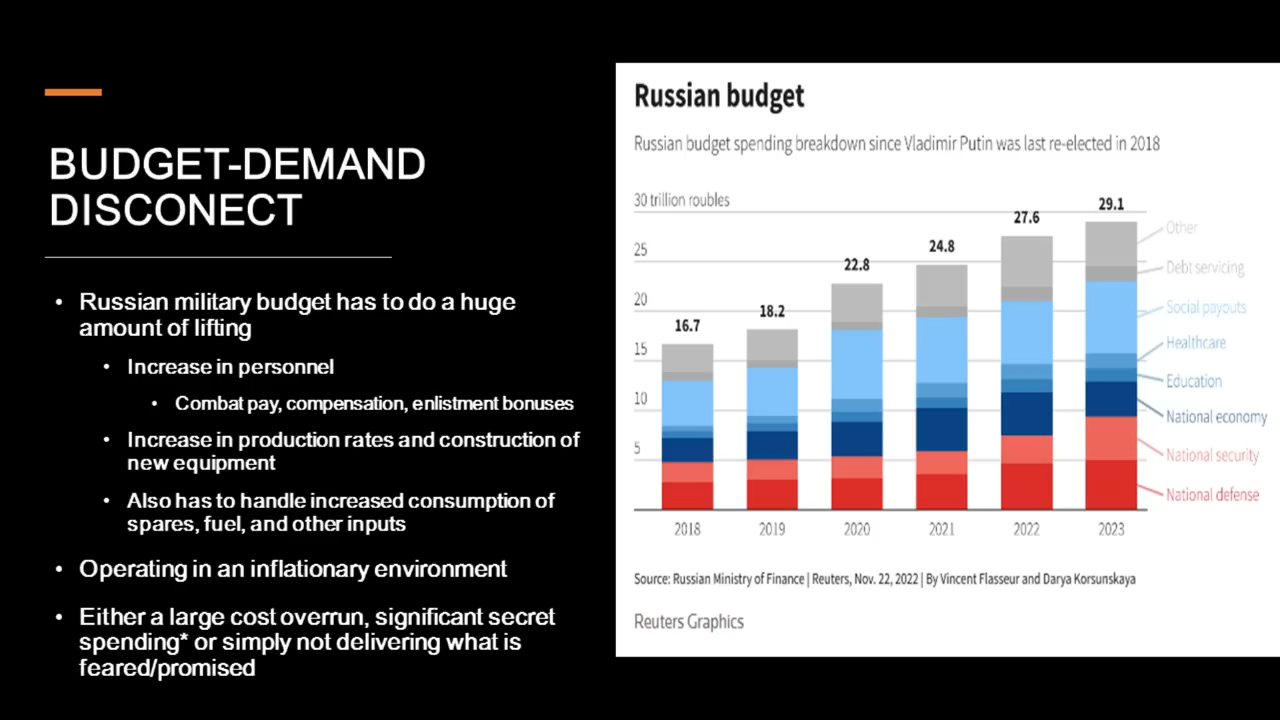 BUDGET-DEMAND
DISCONECT
• Russian military budget has to do a huge
amount of lifting
• Increase in personnel
• Combat pay, compensation, enlistment bonuses
• Increase in production rates and construction of
new equipment
• Also has to handle increased consumption of
spares, fuel, and other inputs
• Operating in an inflationary environment
• Either a large cost overrun, significant secret
spending* or simply not delivering what is
feared/promised
Russian budget
Russian budget spending breakdown since Vladimir Putin was last re-elected in 2018
30 trillion roubles
25
20
15
10
5
16.7
18.2
22.8
24.8
27.6
29.1
Other
Debt servicing
Social payouts
Healthcare
Education
National economy
National security
National defense
2018
2019
2020
2021
2022
2023
Source: Russian Ministry of Finance | Reuters, Nov. 22, 2022 | By Vincent Flasseur and Darya Korsunskaya
Reuters Graphics